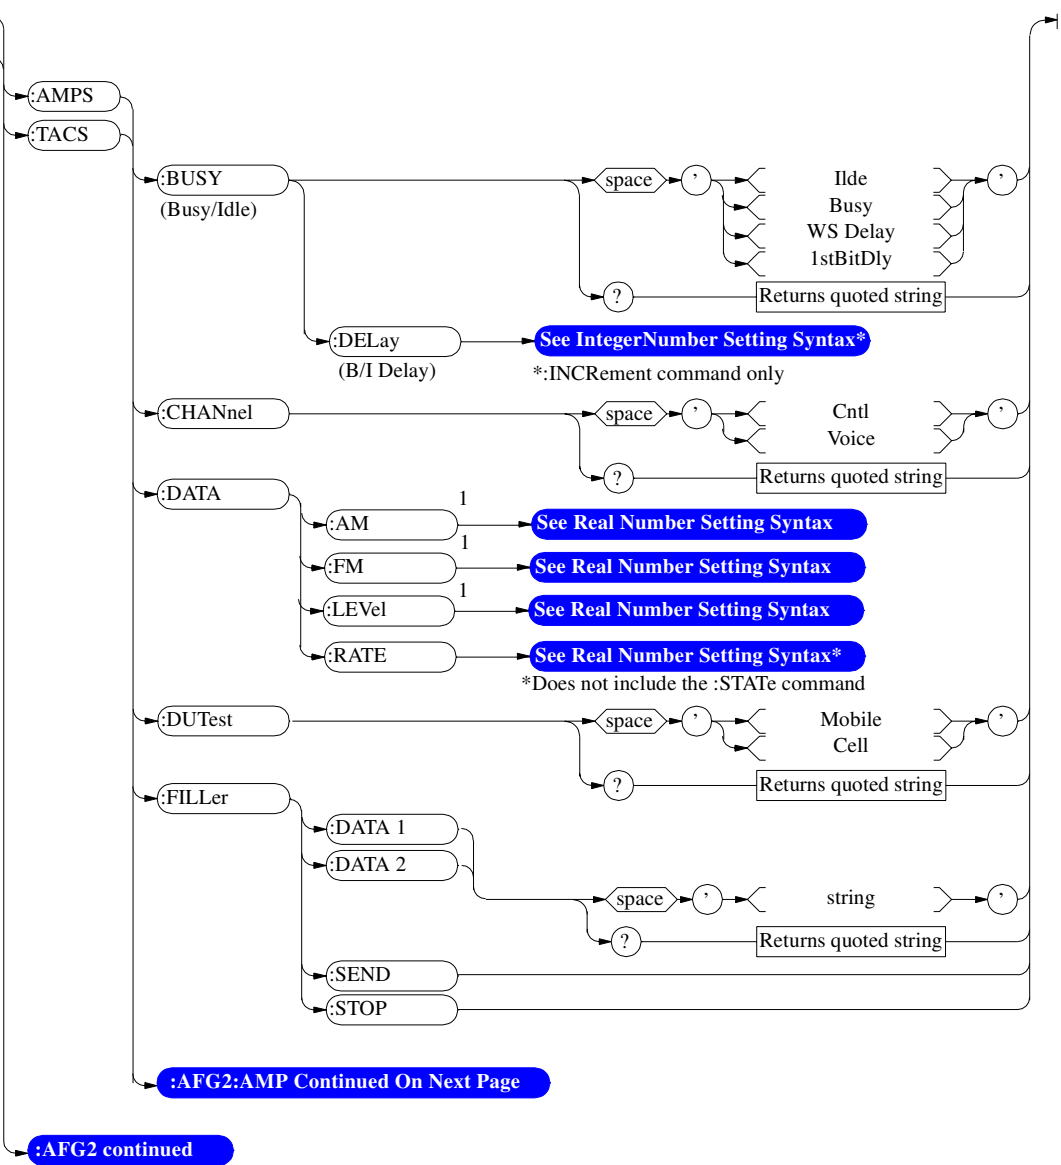 :AMPS
:TACS
:BUSY
(Busy/Idle)
space
’
Ilde
Busy
WS Delay
1stBitDly
’
?
Returns quoted string
:DELay
(B/I Delay)
See IntegerNumber Setting Syntax*
*:INCRement command only
:CHANnel
space
’
Cntl
Voice
’
?
Returns quoted string
:DATA
:AM
1
See Real Number Setting Syntax
:FM
1
See Real Number Setting Syntax
:LEVel
1
See Real Number Setting Syntax
:RATE
See Real Number Setting Syntax*
*Does not include the :STATe command
:DUTest
space
’
Mobile
Cell
’
?
Returns quoted string
:FILLer
:DATA 1
:DATA 2
space
’
string
’
?
Returns quoted string
:SEND
:STOP
:AFG2:AMP Continued On Next Page
:AFG2 continued